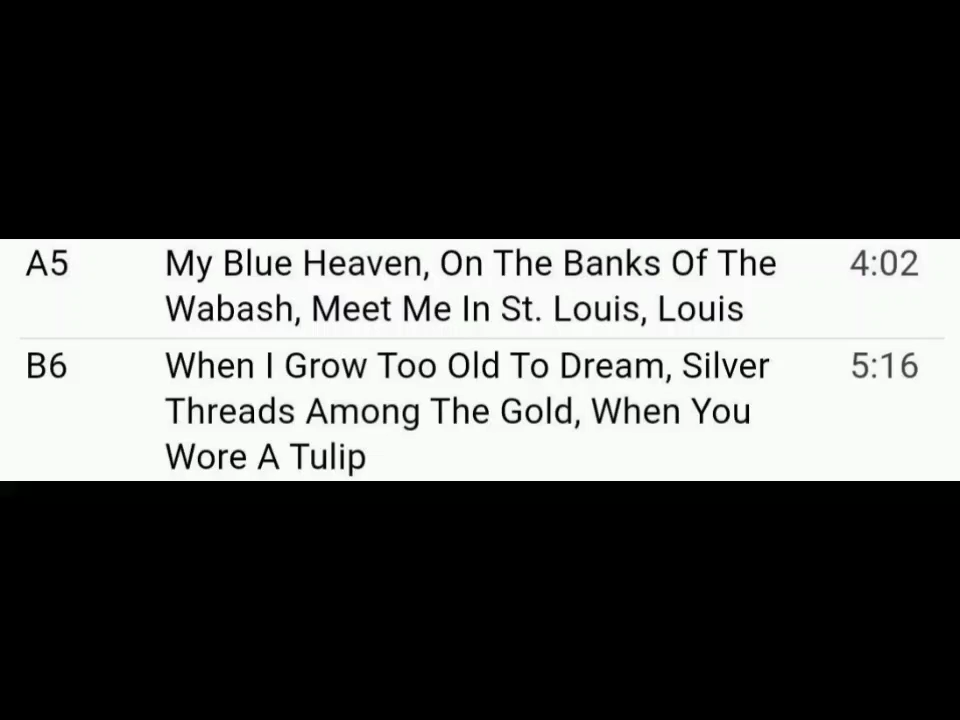 A5 My Blue Heaven, On The Banks Of The 4:02
Wabash, Meet Me In St. Louis, Louis
B6 When I Grow Too Old To Dream, Silver 5:16
Threads Among The Gold, When You
Wore A Tulip